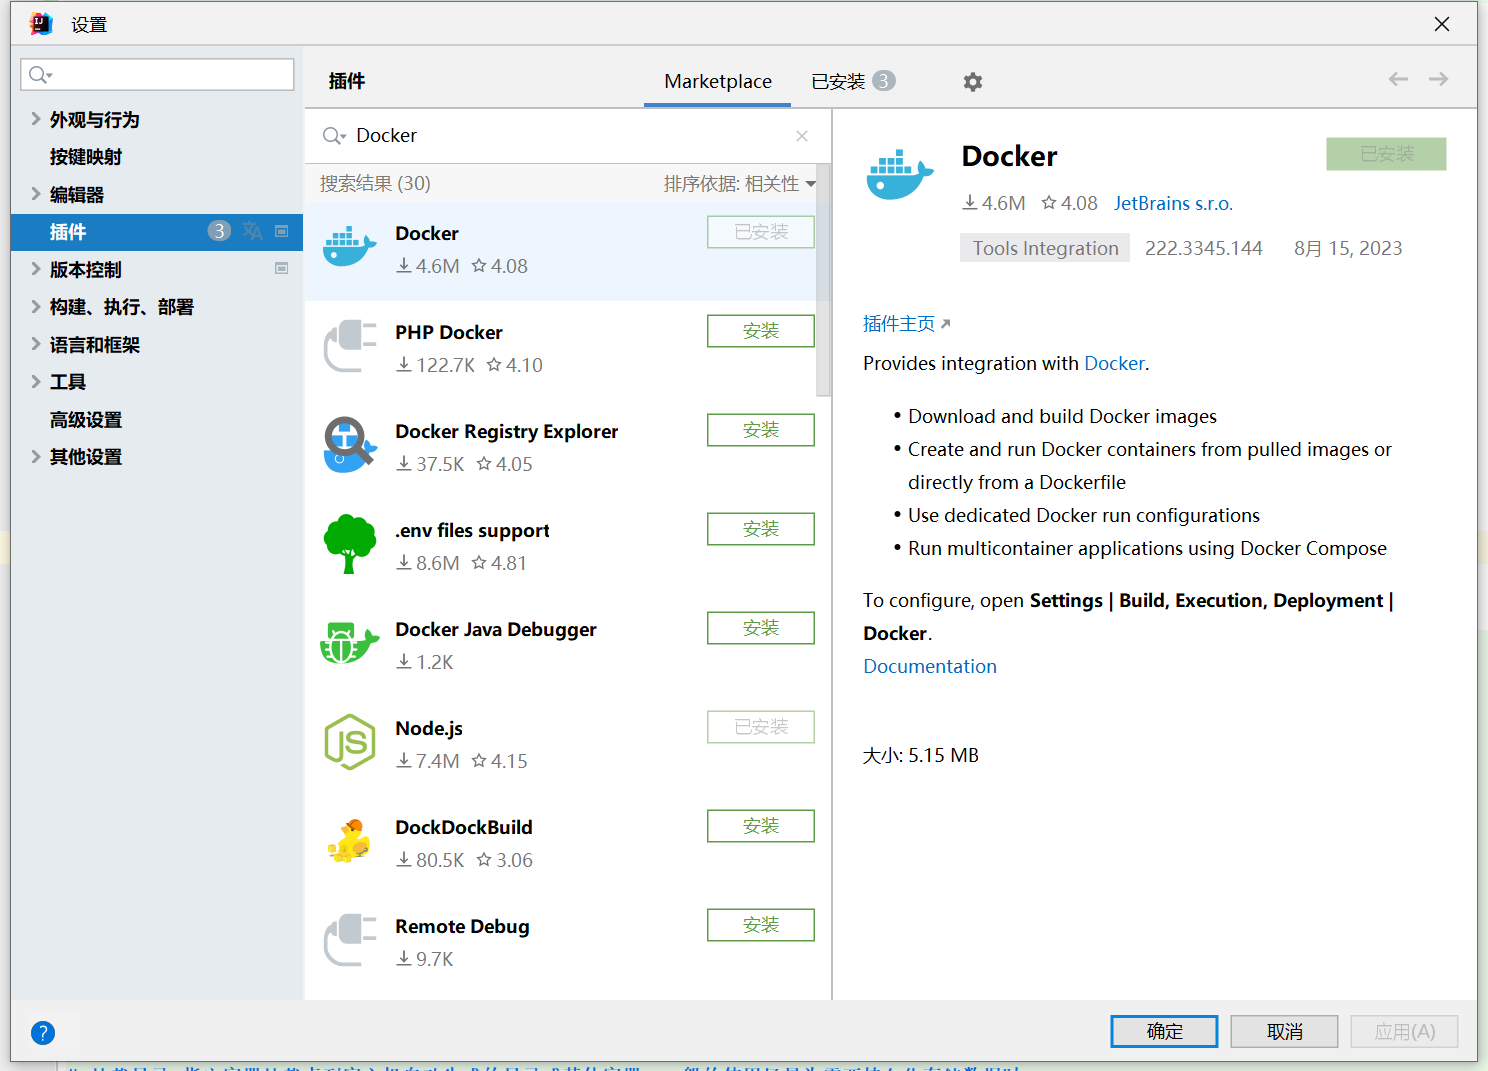 设置
外观与行为
按键映射
编辑器
插件 3
版本控制
构建、执行、部署
语言和框架
工具
高级设置
其他设置
插件
Marketplace
已安装 3
Docker
搜索结果 (30)
排序依据: 相关性
Docker
4.6M 4.08
已安装
PHP Docker
122.7K 4.10
安装
Docker Registry Explorer
37.5K 4.05
安装
.env files support
8.6M 4.81
安装
Docker Java Debugger
1.2K
安装
Node.js
7.4M 4.15
已安装
DockDockBuild
80.5K 3.06
安装
Remote Debug
9.7K
安装
Docker
已安装
4.6M 4.08 JetBrains s.r.o.
Tools Integration 222.3345.144 8月 15, 2023
插件主页
Provides integration with Docker.
• Download and build Docker images
• Create and run Docker containers from pulled images or
directly from a Dockerfile
• Use dedicated Docker run configurations
• Run multicontainer applications using Docker Compose
To configure, open Settings | Build, Execution, Deployment |
Docker.
Documentation
大小: 5.15 MB
?
确定
取消
应用(A)